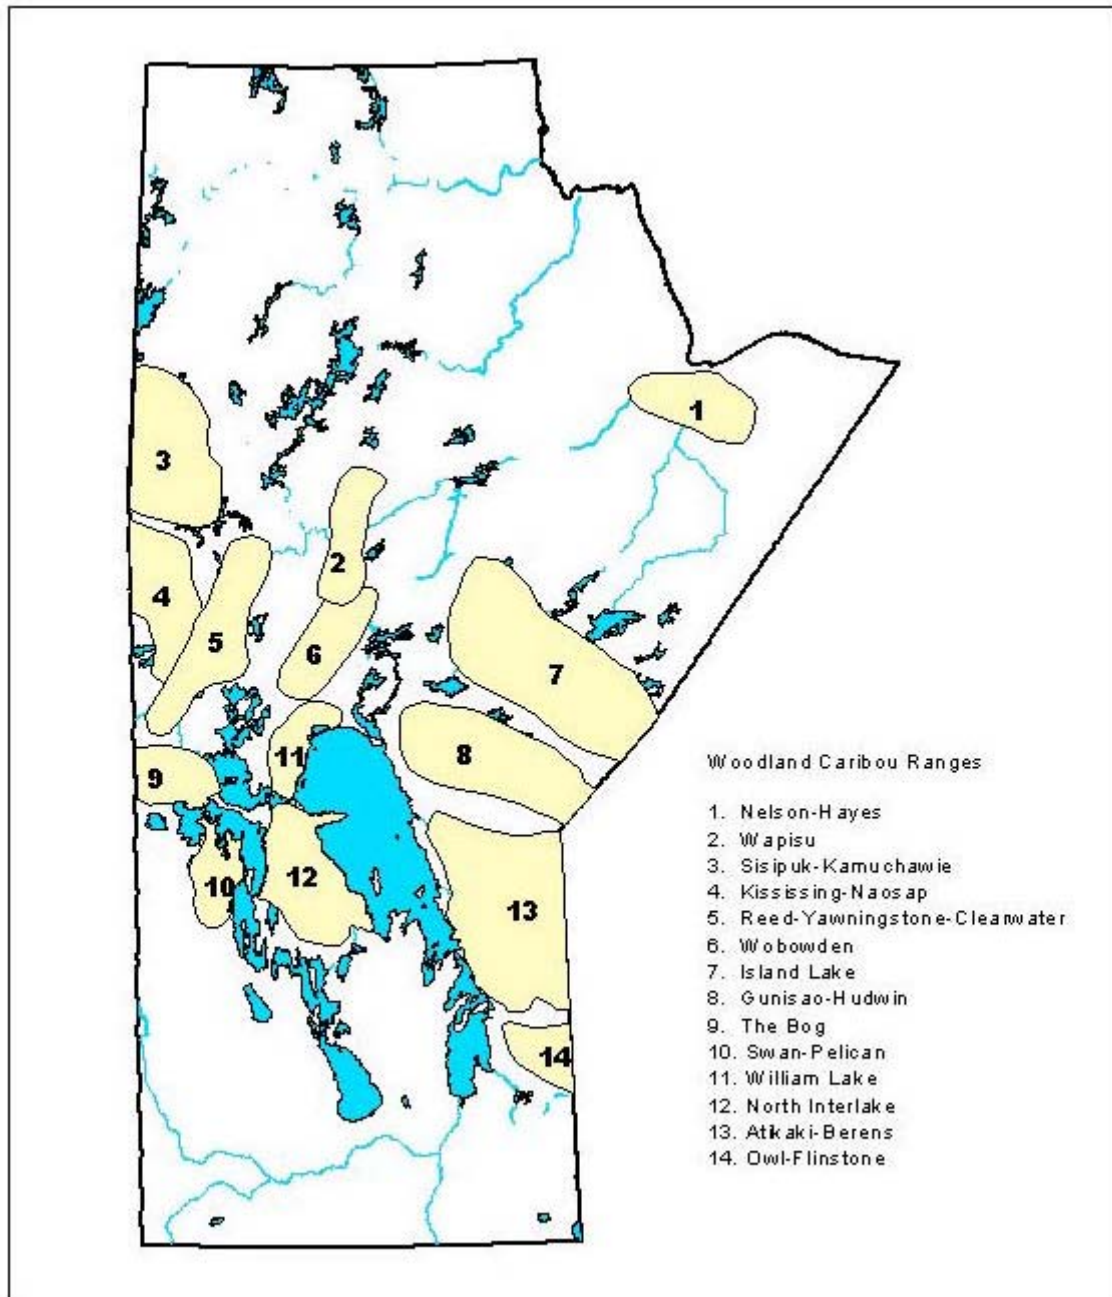 1
3
2
4
5
6
7
11
8
9
10
12
13
14
Woodland Caribou Ranges
1. Nelson-Hayes
2. Wapisu
3. Sisipuk-Kamuchawie
4. Kississing-Naosap
5. Reed-Yawningstone-Clearwater
6. Wobowden
7. Island Lake
8. Gunisao-Hudwin
9. The Bog
10. Swan-Pelican
11. William Lake
12. North Interlake
13. Atikaki-Berens
14. Owl-Flinstone